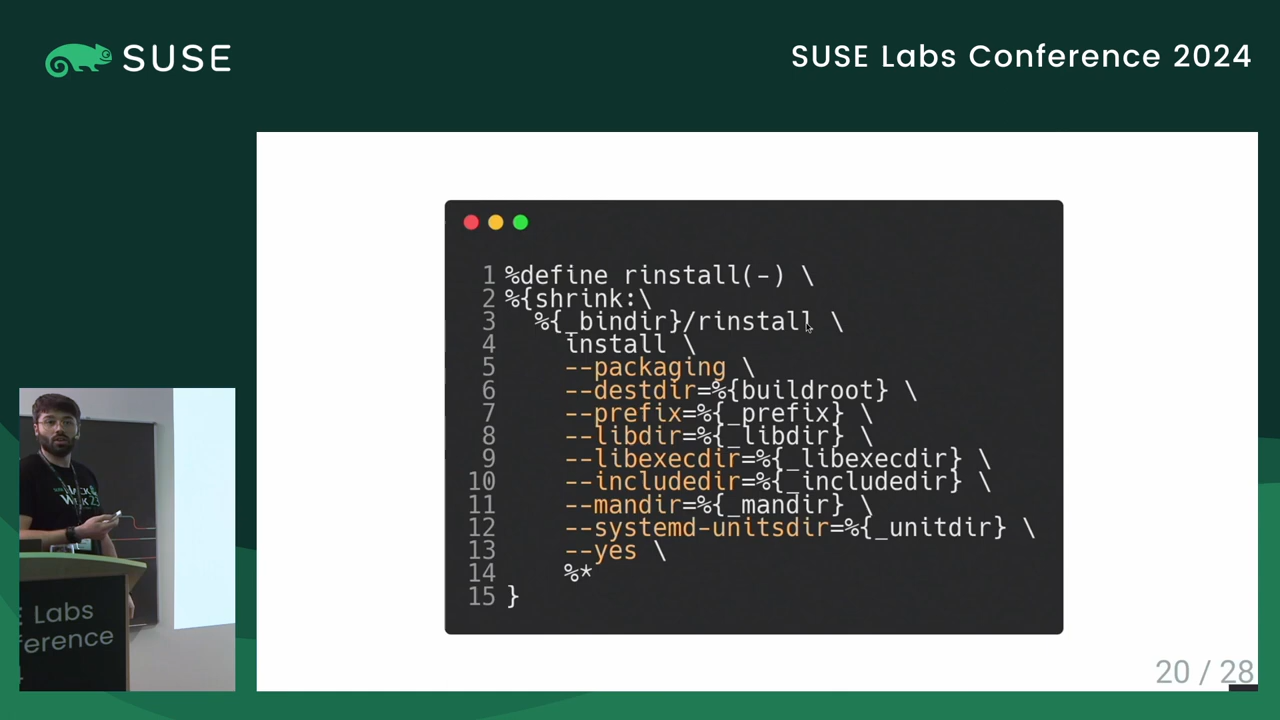 SUSE
SUSE Labs Conference 2024
1 %define rinstall(-) \
2 %{shrink:\
3 %{_bindir}/rinstall \
4 install \
5 --packaging \
6 --destdir=%{buildroot} \
7 --prefix=%{_prefix} \
8 --libdir=%{_libdir} \
9 --libexecdir=%{_libexecdir} \
10 --includedir=%{_includedir} \
11 --mandir=%{_mandir} \
12 --systemd-unitsdir=%{_unitdir} \
13 --yes \
14 %*
15 }
20 / 28
Labs